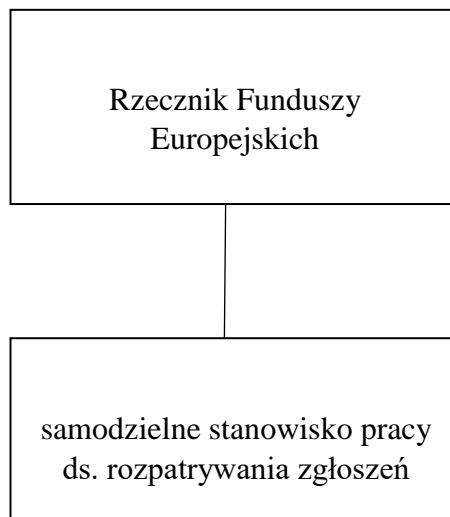 Rzecznik Funduszy
Europejskich
samodzielne stanowisko pracy
ds. rozpatrywania zgłoszeń